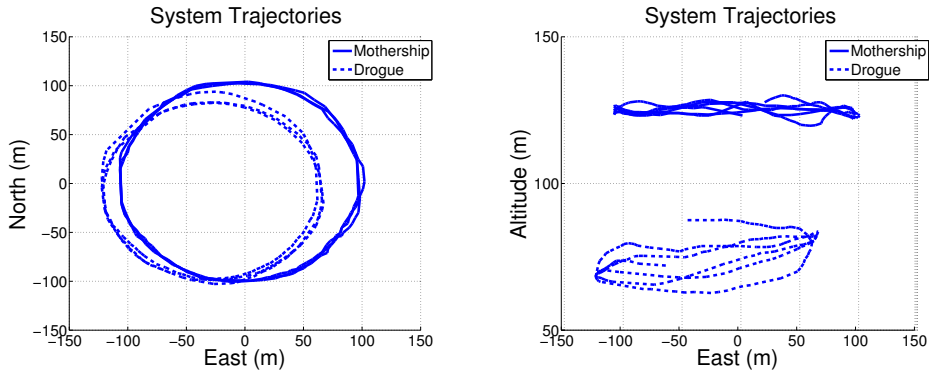 System Trajectories
150
100
50
0
−50
−100
−150
−150 −100 −50 0 50 100 150
North (m)
East (m)
Mothership
Drogue
System Trajectories
150
100
50
−150 −100 −50 0 50 100 150
Altitude (m)
East (m)
Mothership
Drogue